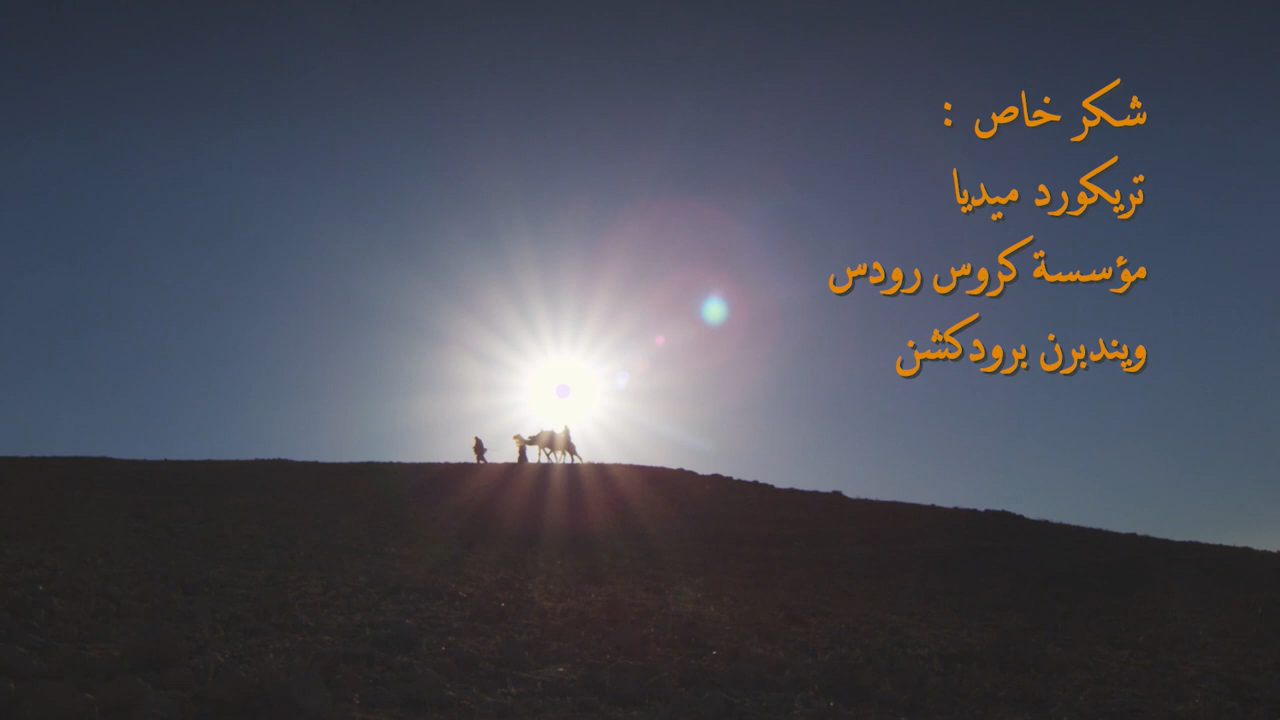 شكر خاص :
تريكورد ميديا
مؤسسة كروس رودس
ويندبرن برودكشن